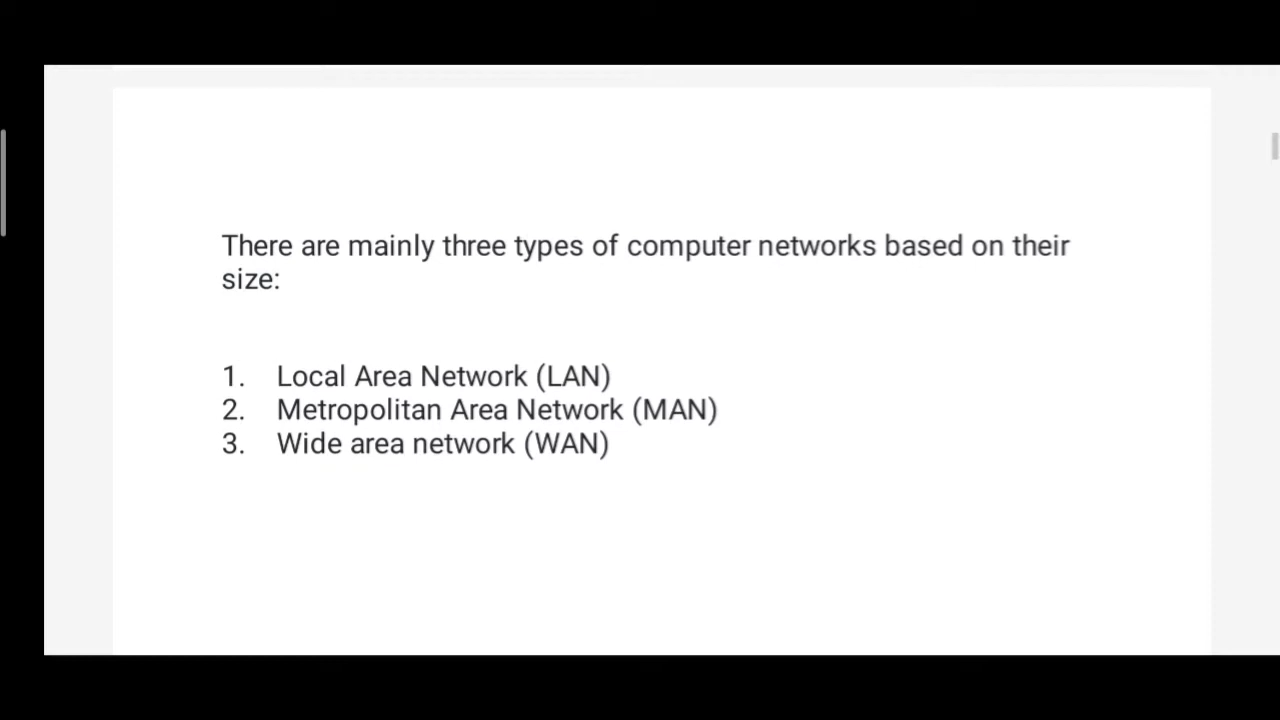 There are mainly three types of computer networks based on their
size:
1. Local Area Network (LAN)
2. Metropolitan Area Network (MAN)
3. Wide area network (WAN)